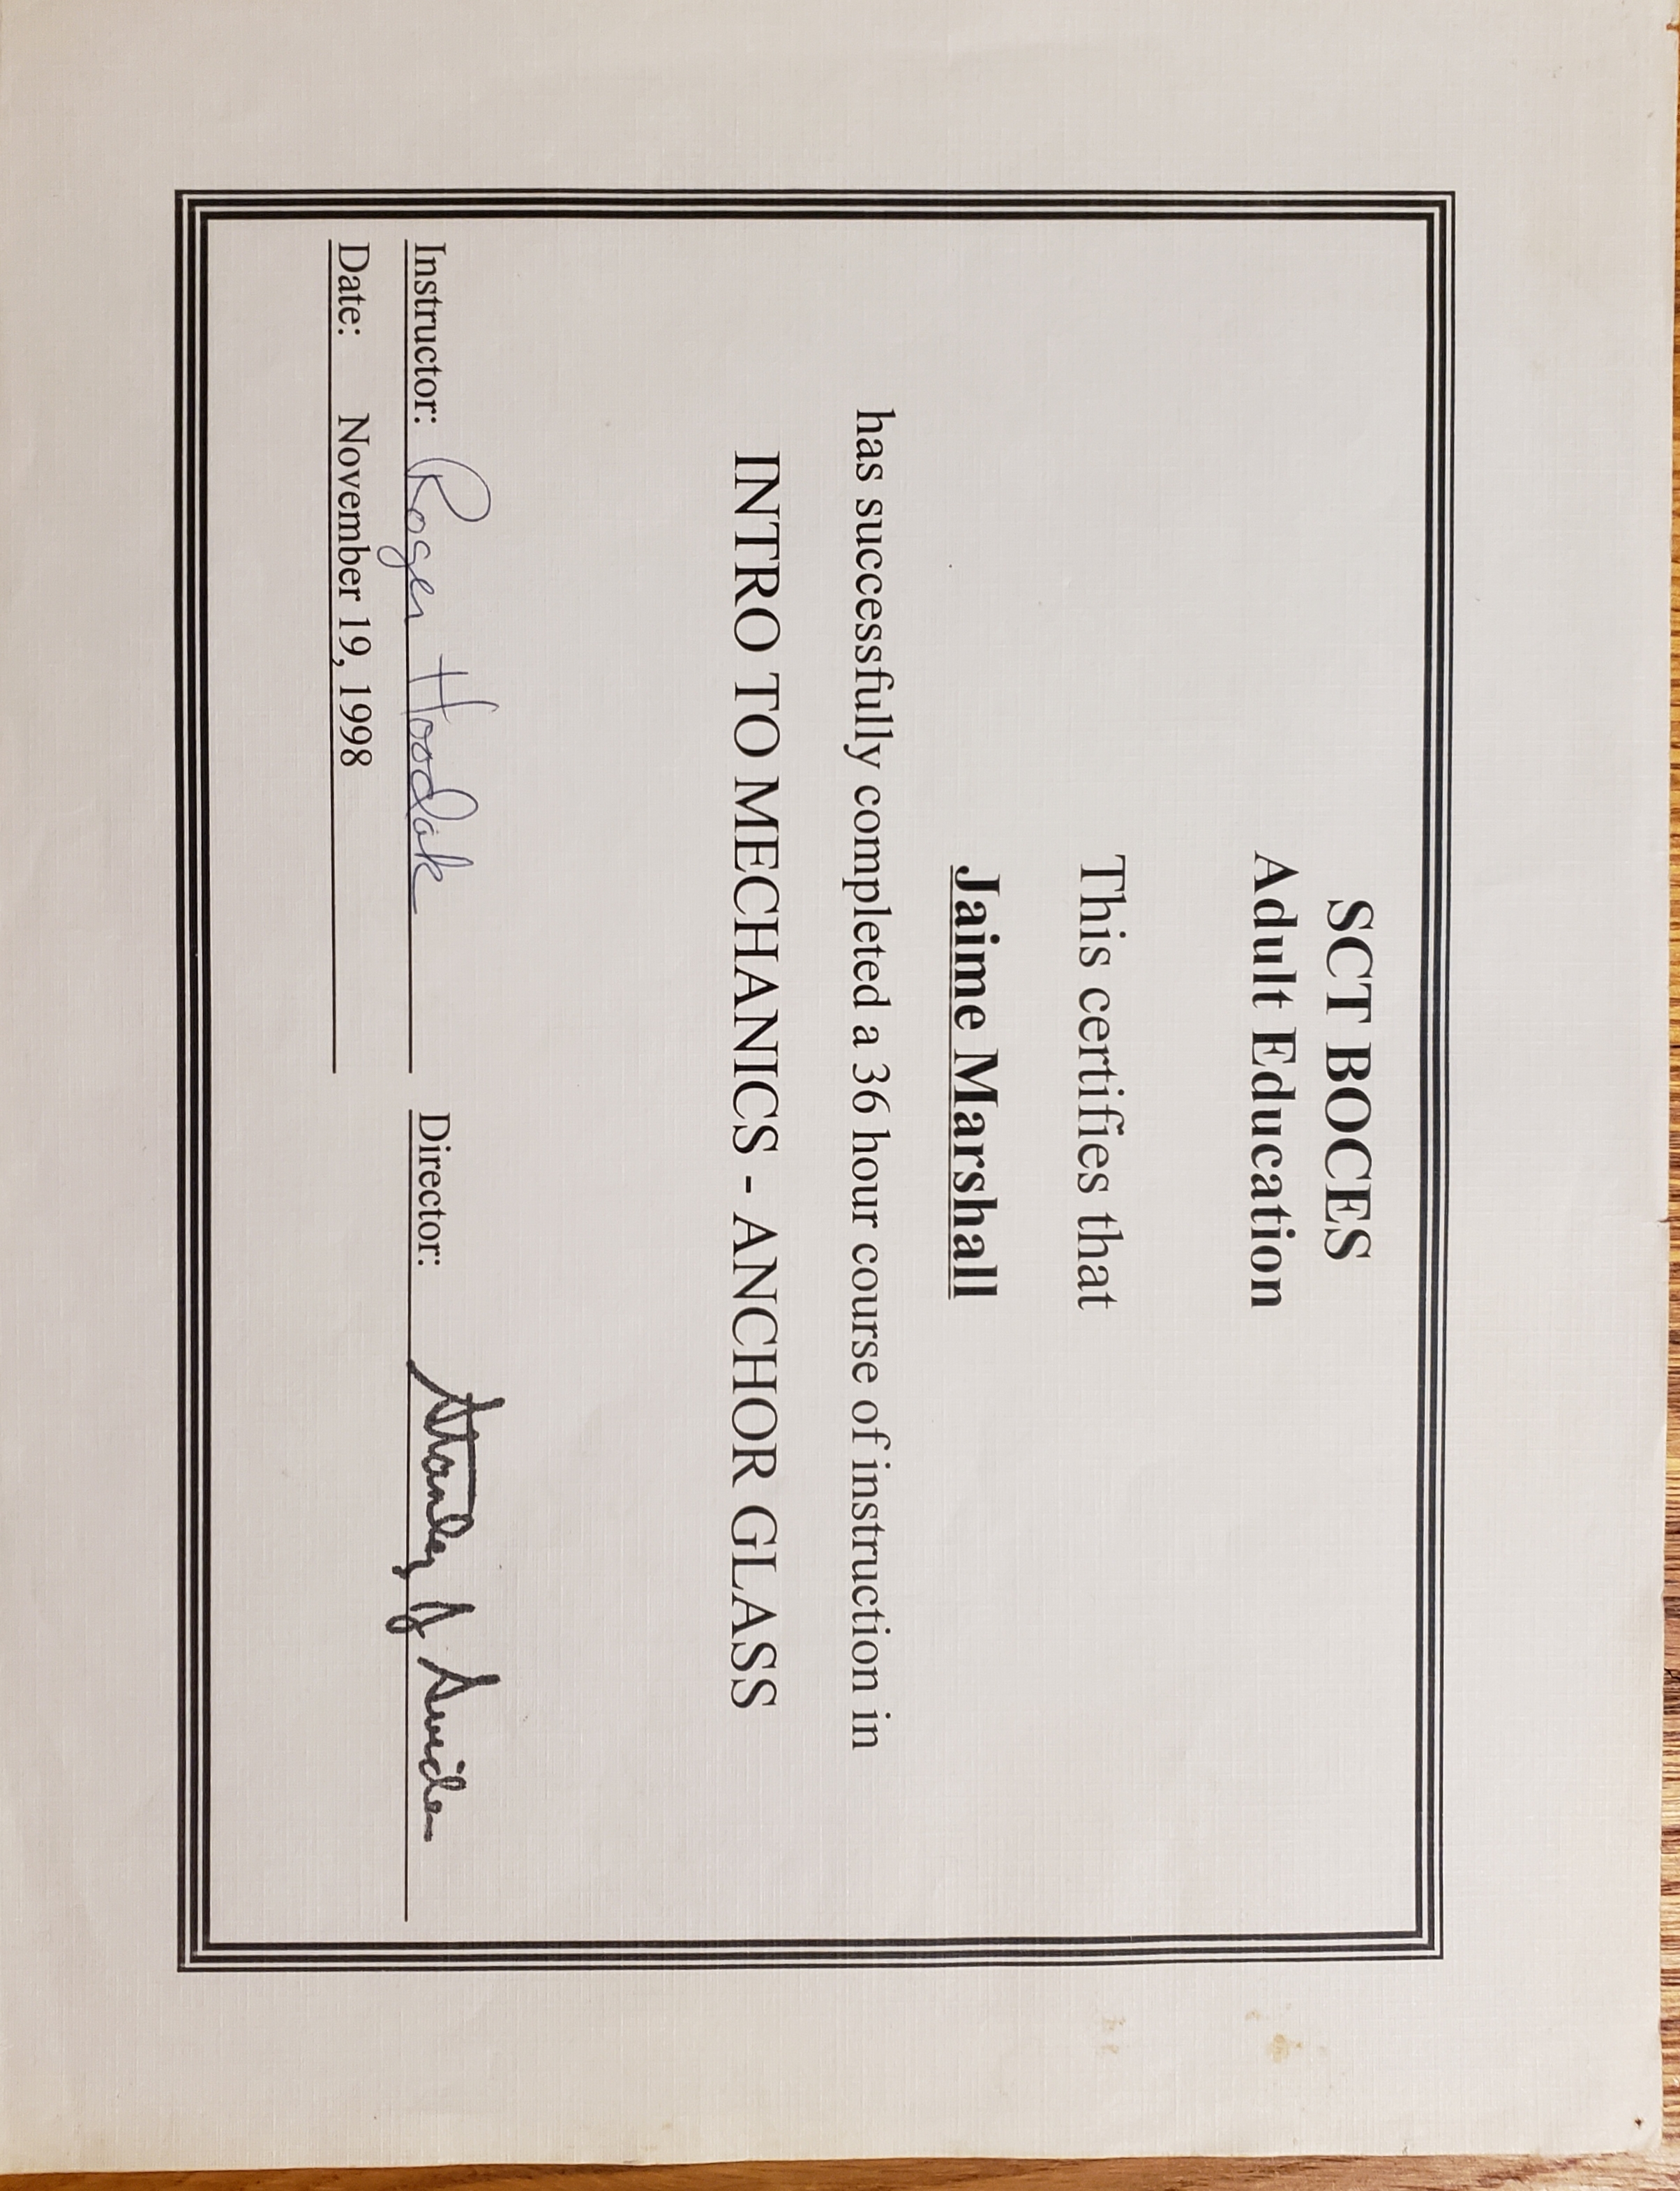 SCT BOCES
Adult Education
This certifies that
Jaime Marshall
has successfully completed a 36 hour course of instruction in
INTRO TO MECHANICS - ANCHOR GLASS
Instructor: Roger Hoodak
Director: Stanley J
Date: November 19, 1998